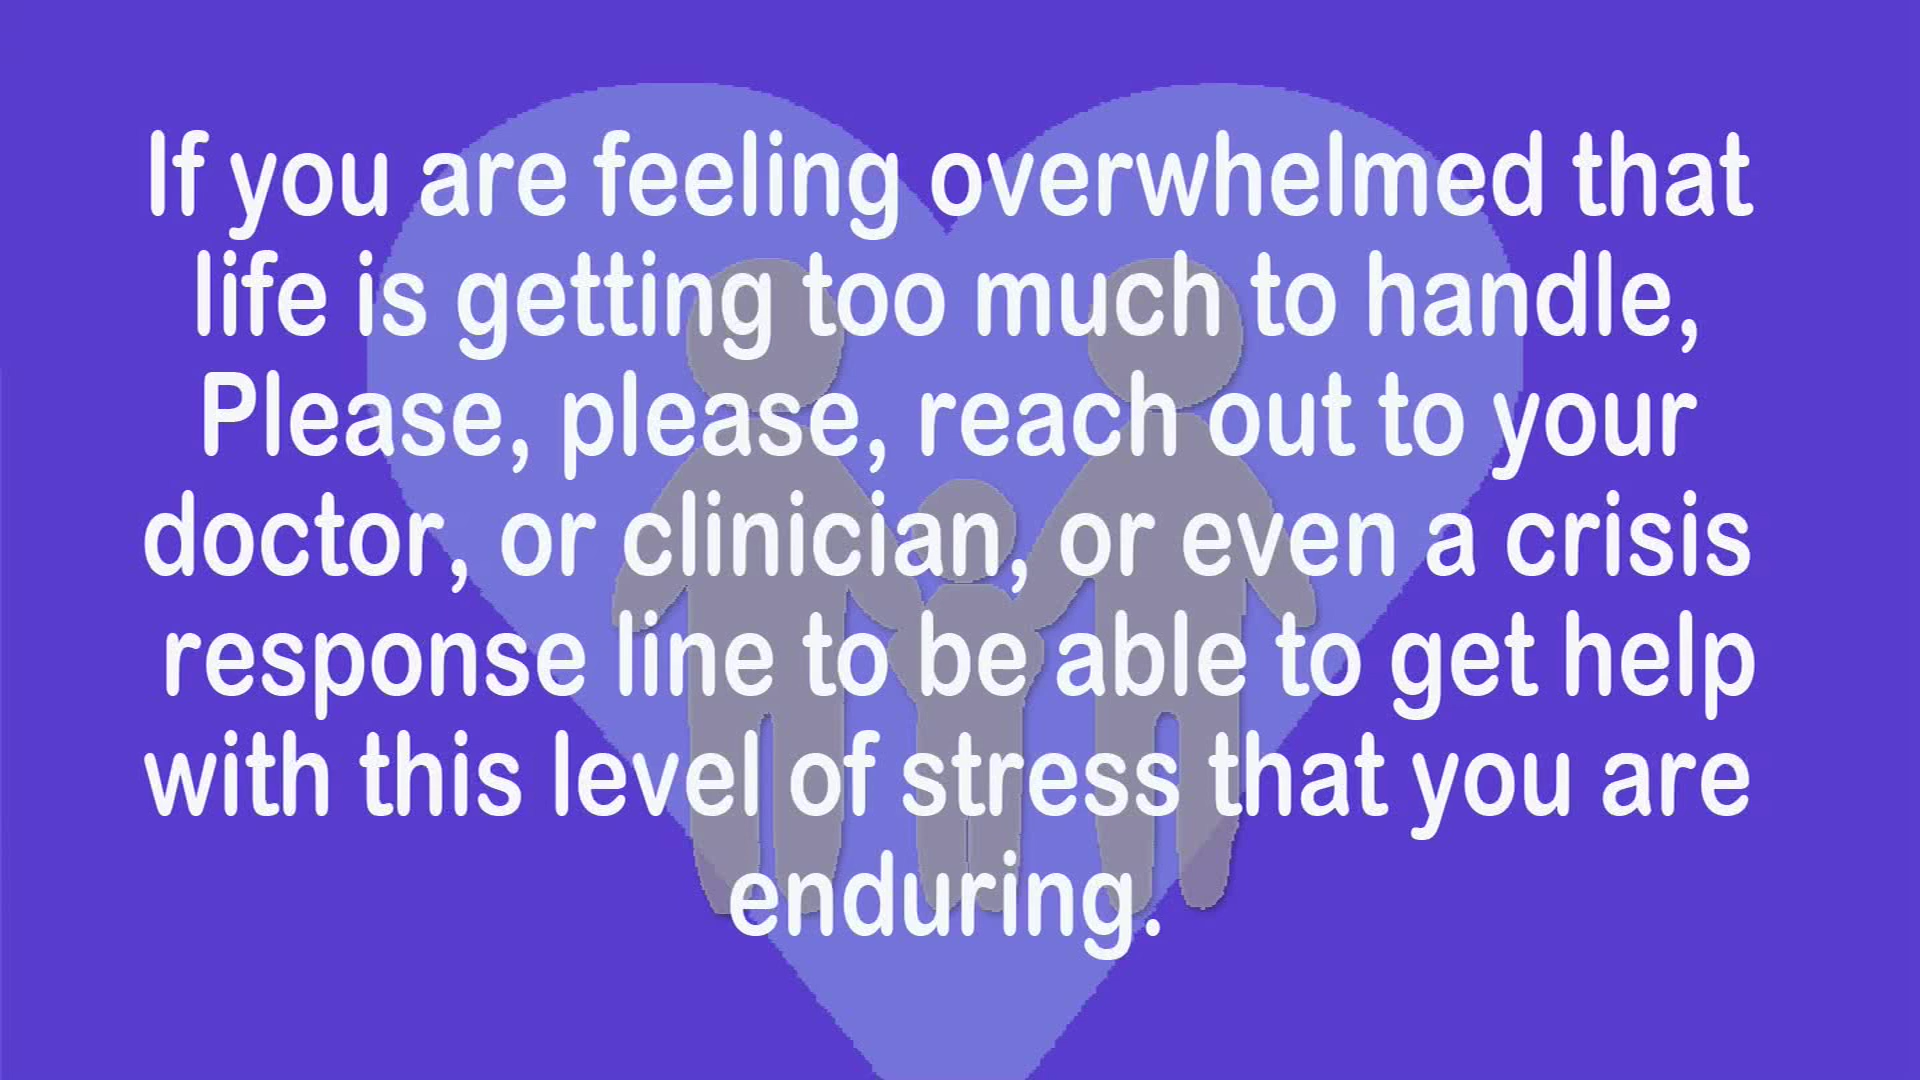 If you are feeling overwhelmed that
life is getting too much to handle,
Please, please, reach out to your
doctor, or clinician, or even a crisis
response line to be able to get help
with this level of stress that you are
enduring.